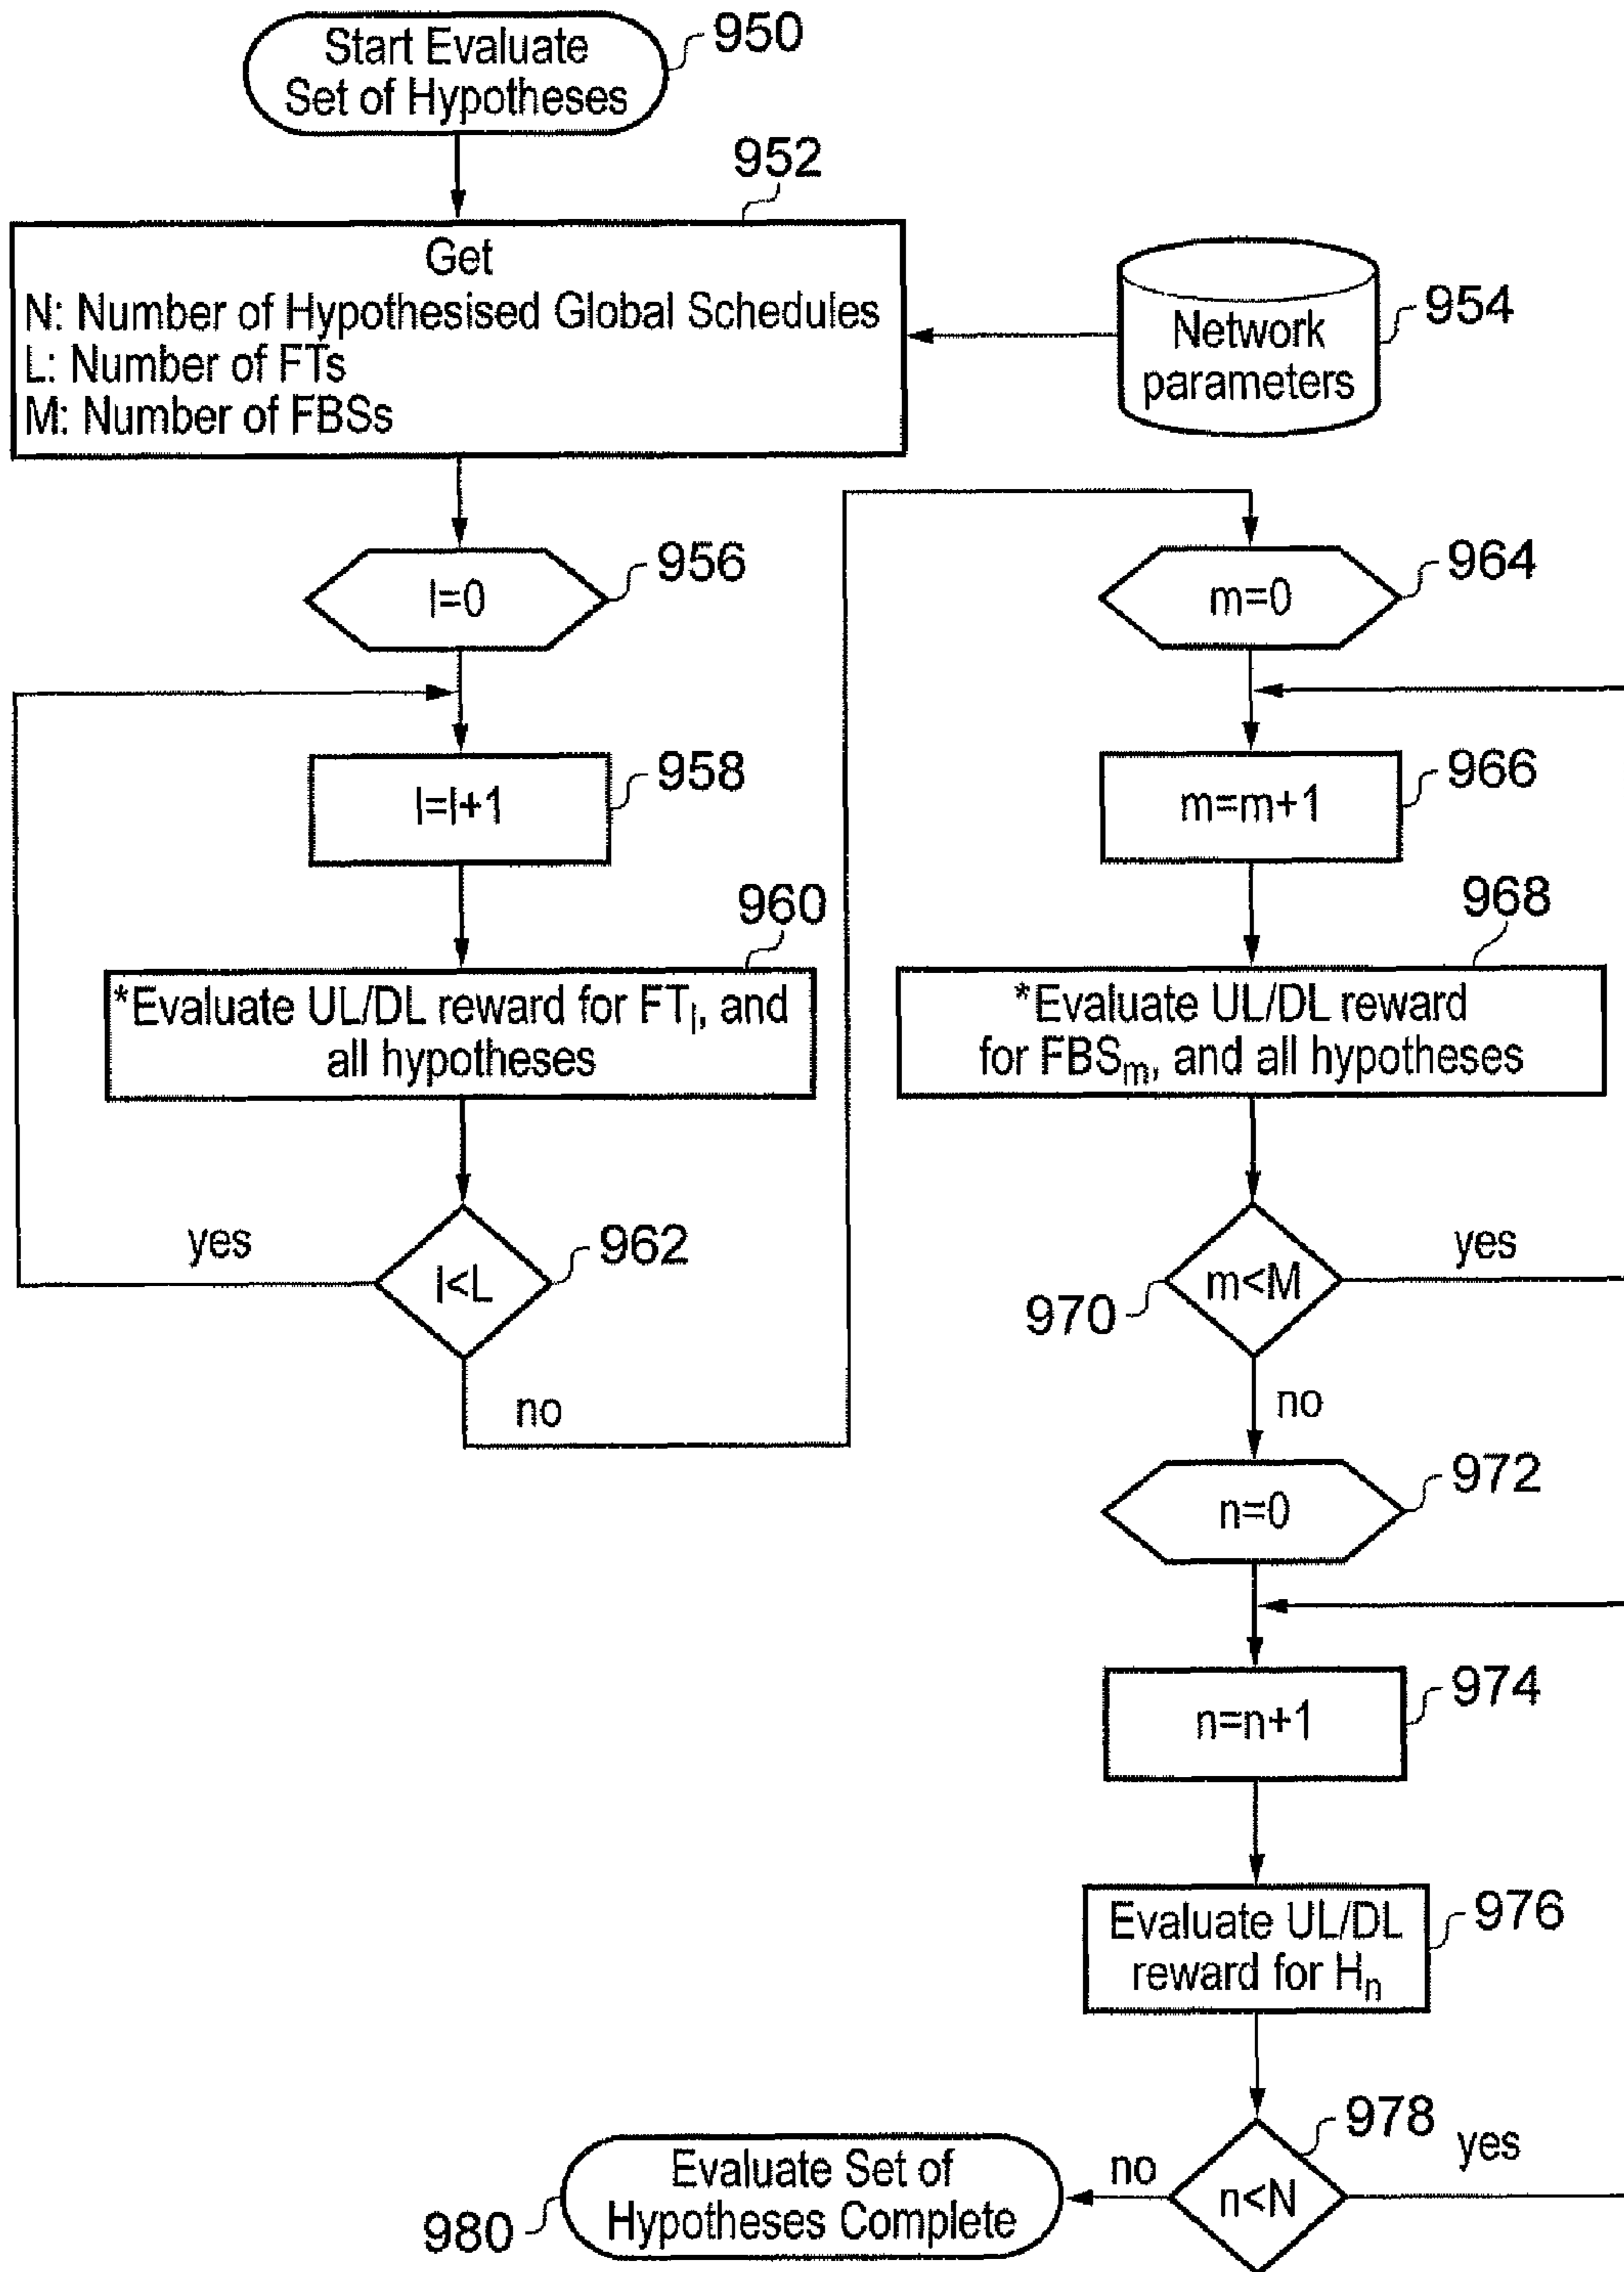 Start Evaluate
Set of Hypotheses
950
952
Get
N: Number of Hypothesised Global Schedules
L: Number of FTs
M: Number of FBSs
Network
parameters
954
l=0
956
l=l+1
958
960
*Evaluate UL/DL reward for FTl, and
all hypotheses
l<L
962
yes
no
m=0
964
m=m+1
966
968
*Evaluate UL/DL reward
for FBSm, and all hypotheses
m<M
970
yes
no
n=0
972
n=n+1
974
Evaluate UL/DL
reward for Hn
976
n<N
978
yes
no
Evaluate Set of
Hypotheses Complete
980